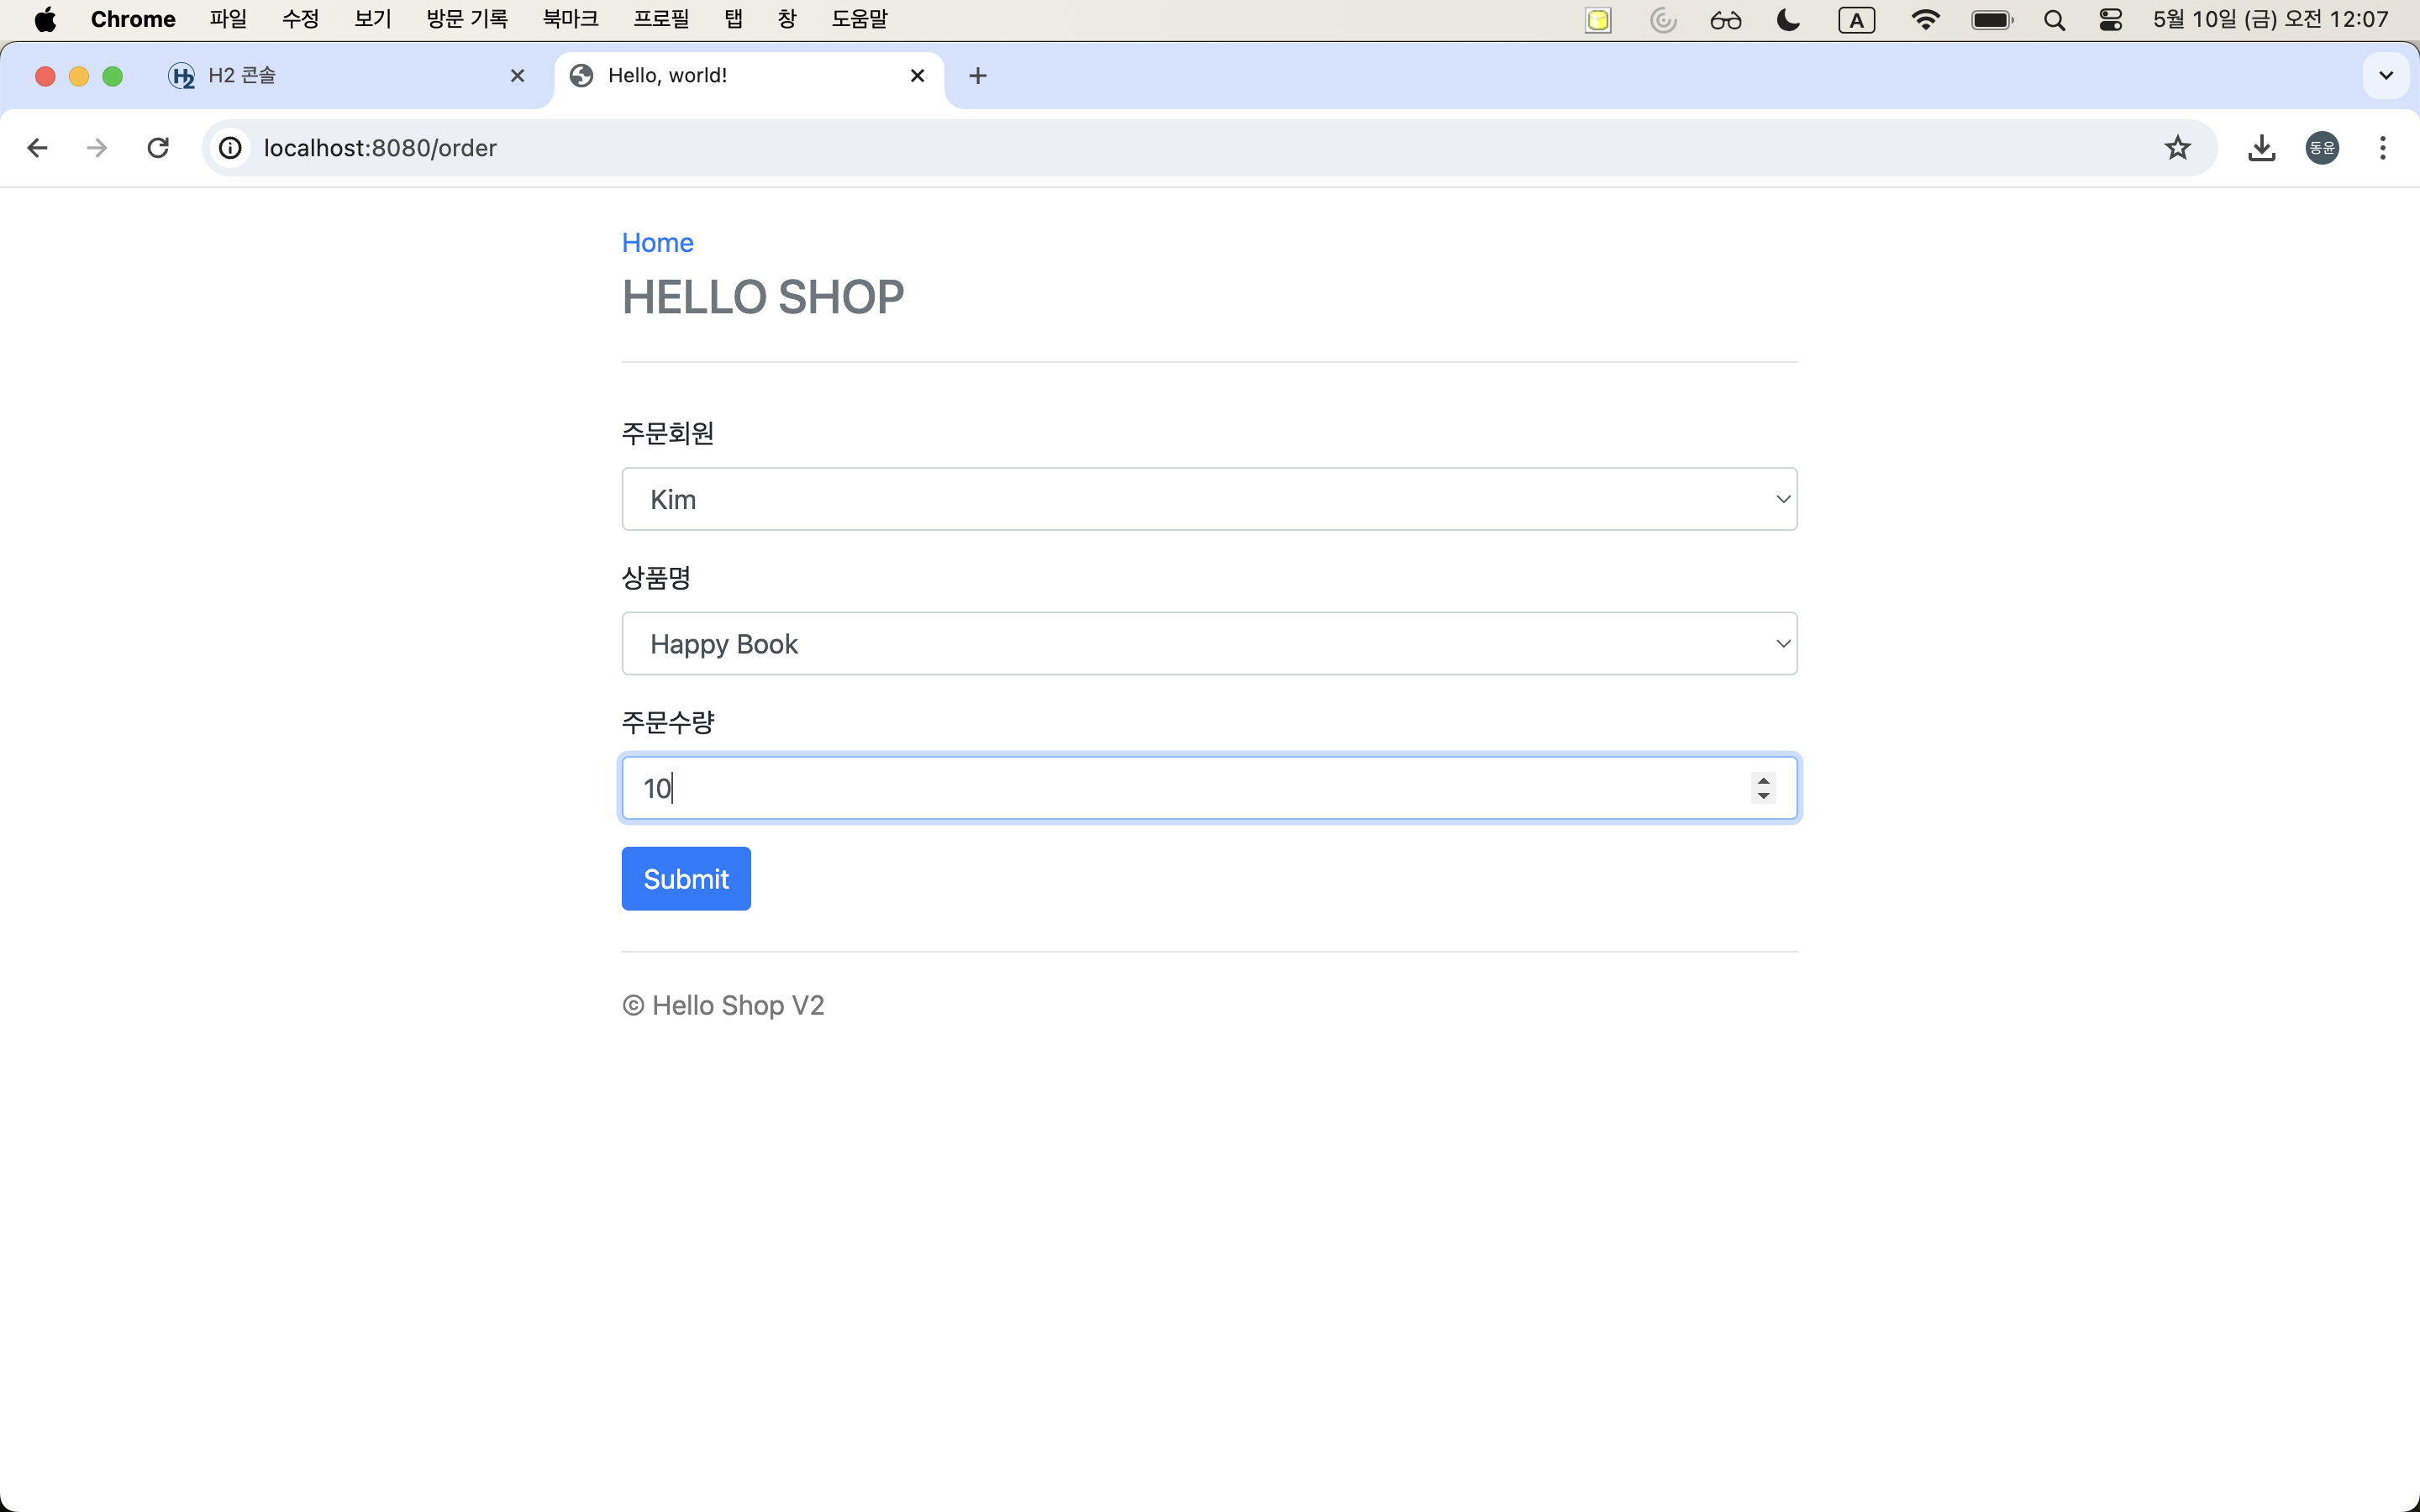 Chrome 파일 수정 보기 방문 기록 북마크 프로필 탭 창 도움말 A 5월 10일 (금) 오전 12:07
H2 H2 콘솔 Hello, world!
localhost:8080/order 동윤
Home
HELLO SHOP
주문회원
Kim
상품명
Happy Book
주문수량
10
Submit
© Hello Shop V2